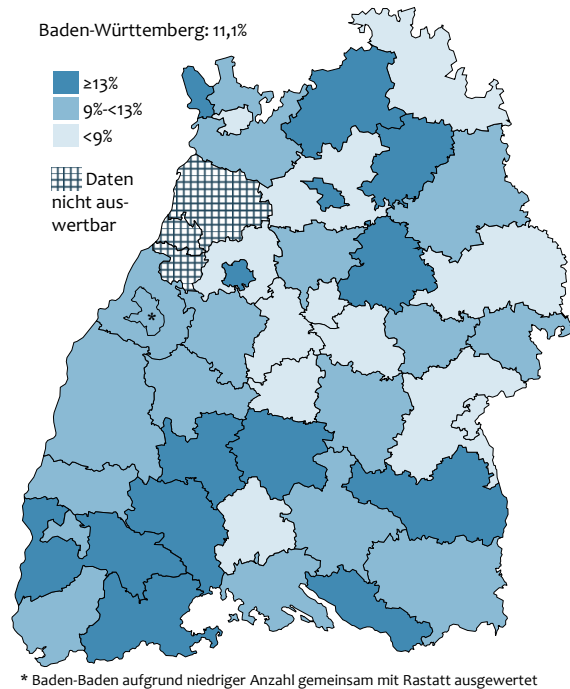 Baden-Württemberg: 11,1%
≥13%
9%-<13%
<9%
Daten
nicht aus-
wertbar
*
* Baden-Baden aufgrund niedriger Anzahl gemeinsam mit Rastatt ausgewertet